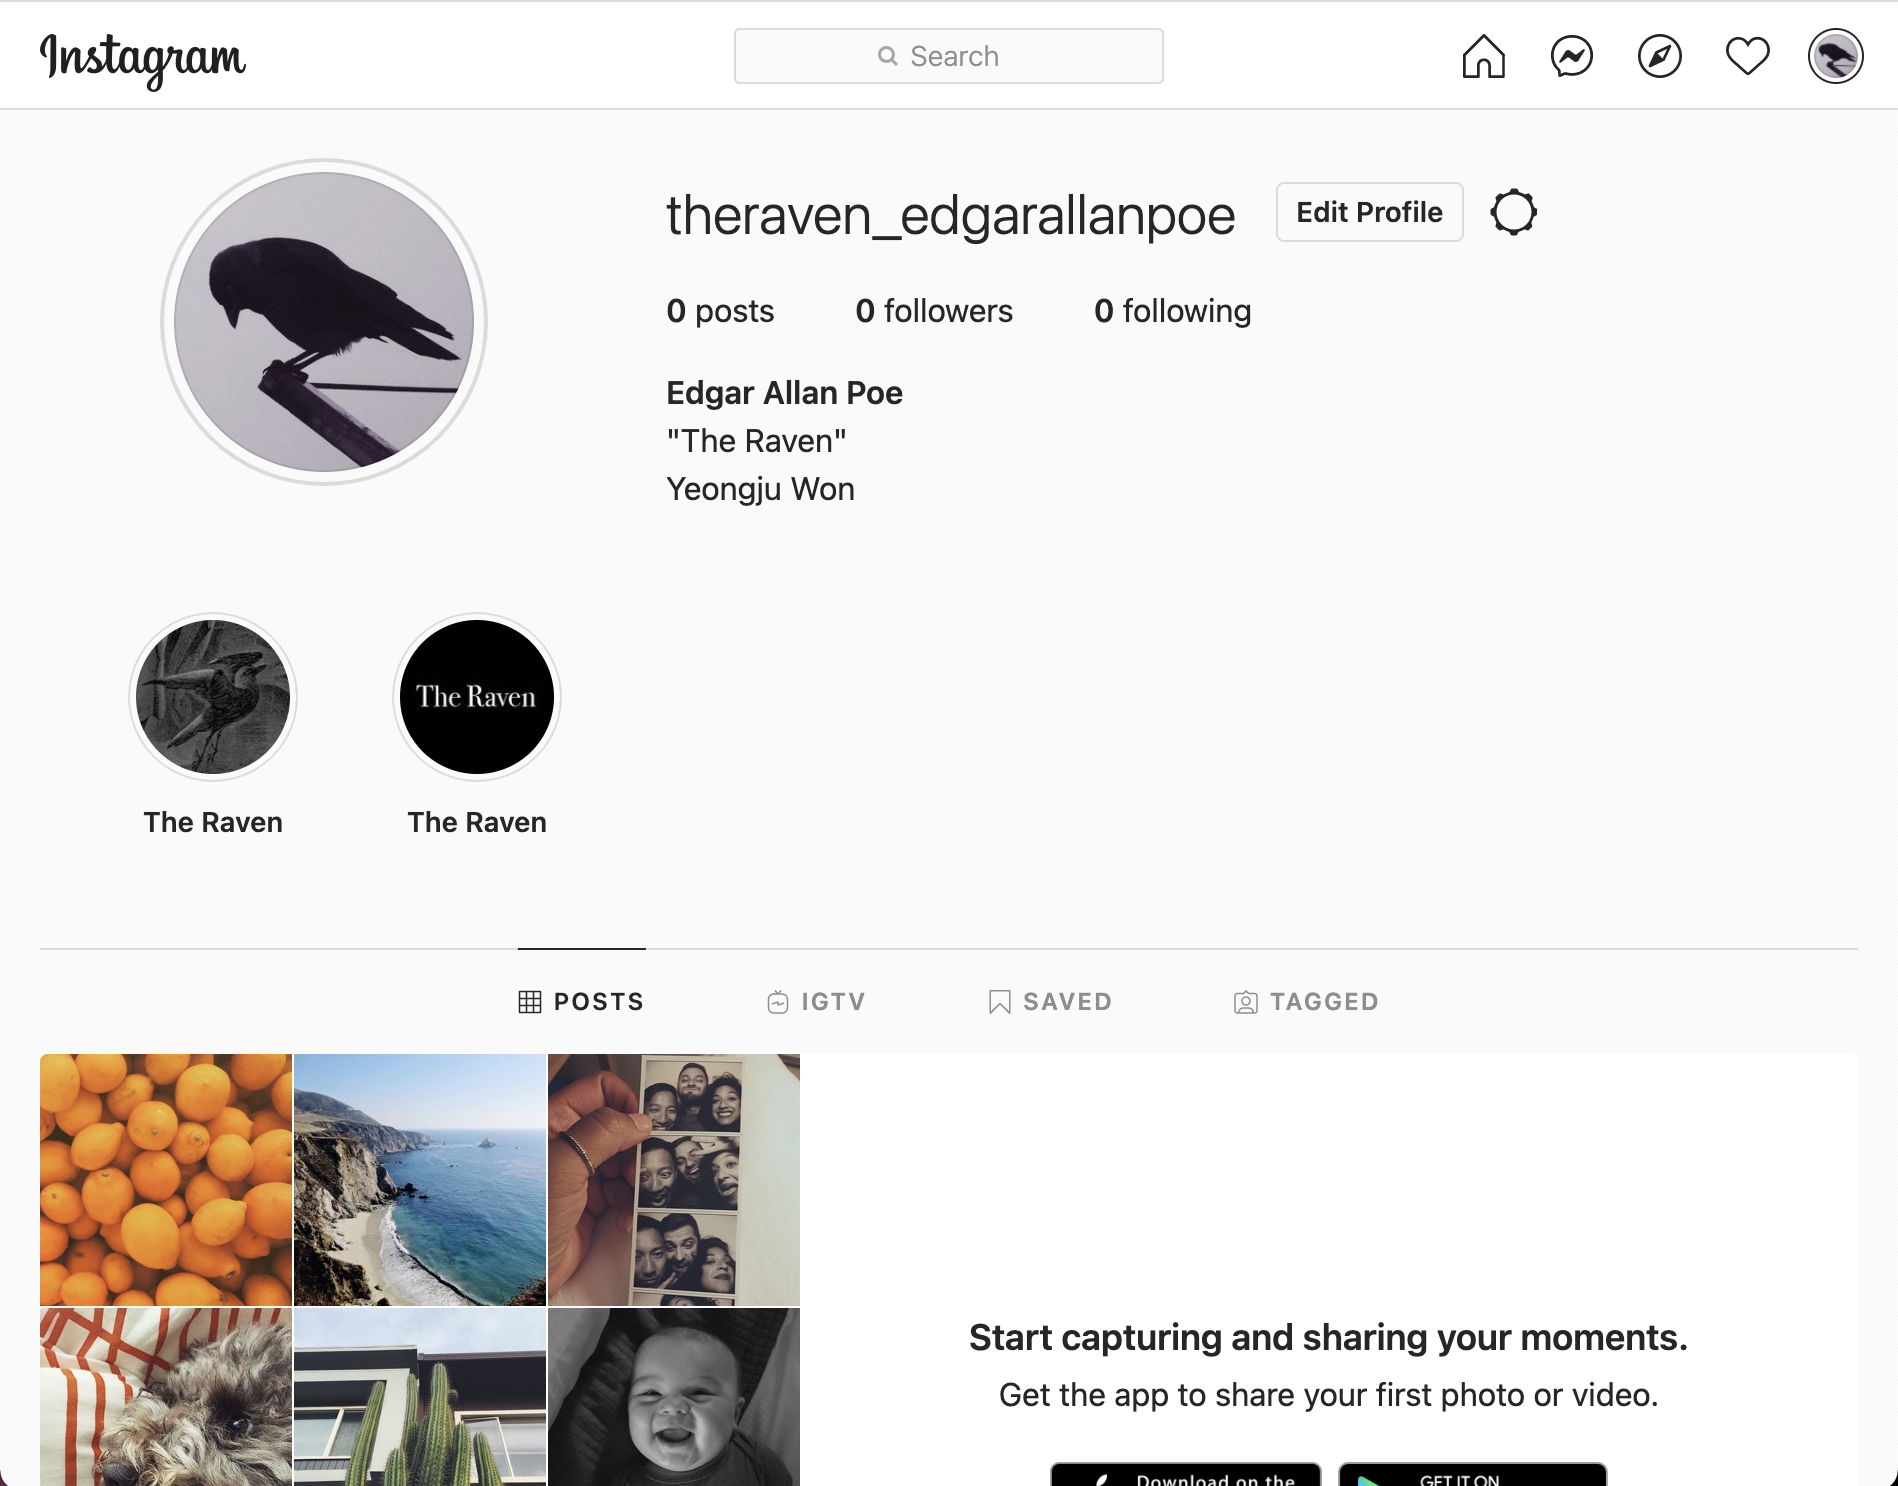 Instagram
Search
theraven_edgarallanpoe Edit Profile
0 posts 0 followers 0 following
Edgar Allan Poe
"The Raven"
Yeongju Won
The Raven
The Raven The Raven
POSTS IGTV SAVED TAGGED
Start capturing and sharing your moments.
Get the app to share your first photo or video.
Download on the GET IT ON